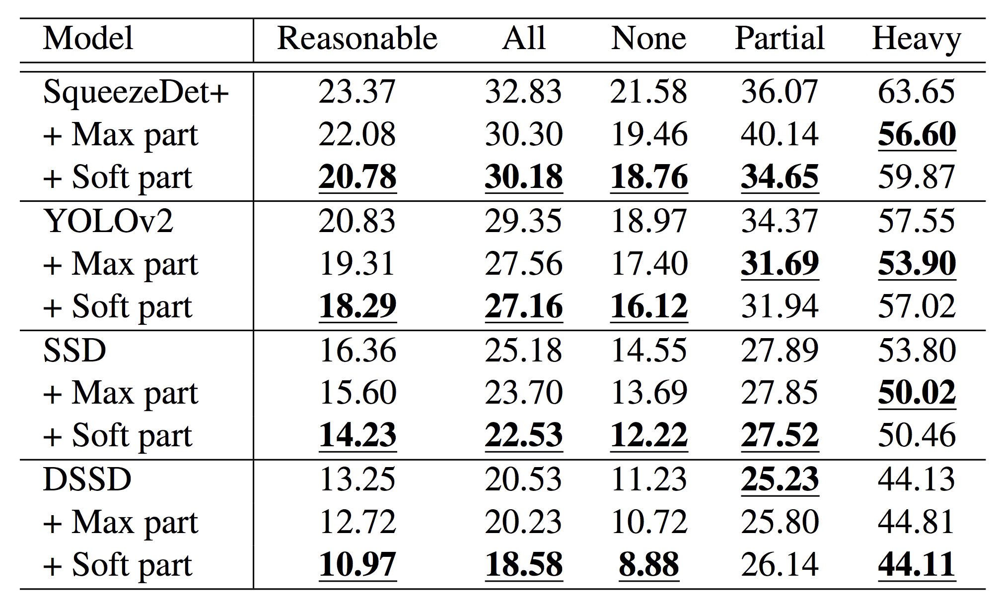 Model Reasonable All None Partial Heavy
SqueezeDet+ 23.37 32.83 21.58 36.07 63.65
+ Max part 22.08 30.30 19.46 40.14 56.60
+ Soft part 20.78 30.18 18.76 34.65 59.87
YOLOv2 20.83 29.35 18.97 34.37 57.55
+ Max part 19.31 27.56 17.40 31.69 53.90
+ Soft part 18.29 27.16 16.12 31.94 57.02
SSD 16.36 25.18 14.55 27.89 53.80
+ Max part 15.60 23.70 13.69 27.85 50.02
+ Soft part 14.23 22.53 12.22 27.52 50.46
DSSD 13.25 20.53 11.23 25.23 44.13
+ Max part 12.72 20.23 10.72 25.80 44.81
+ Soft part 10.97 18.58 8.88 26.14 44.11